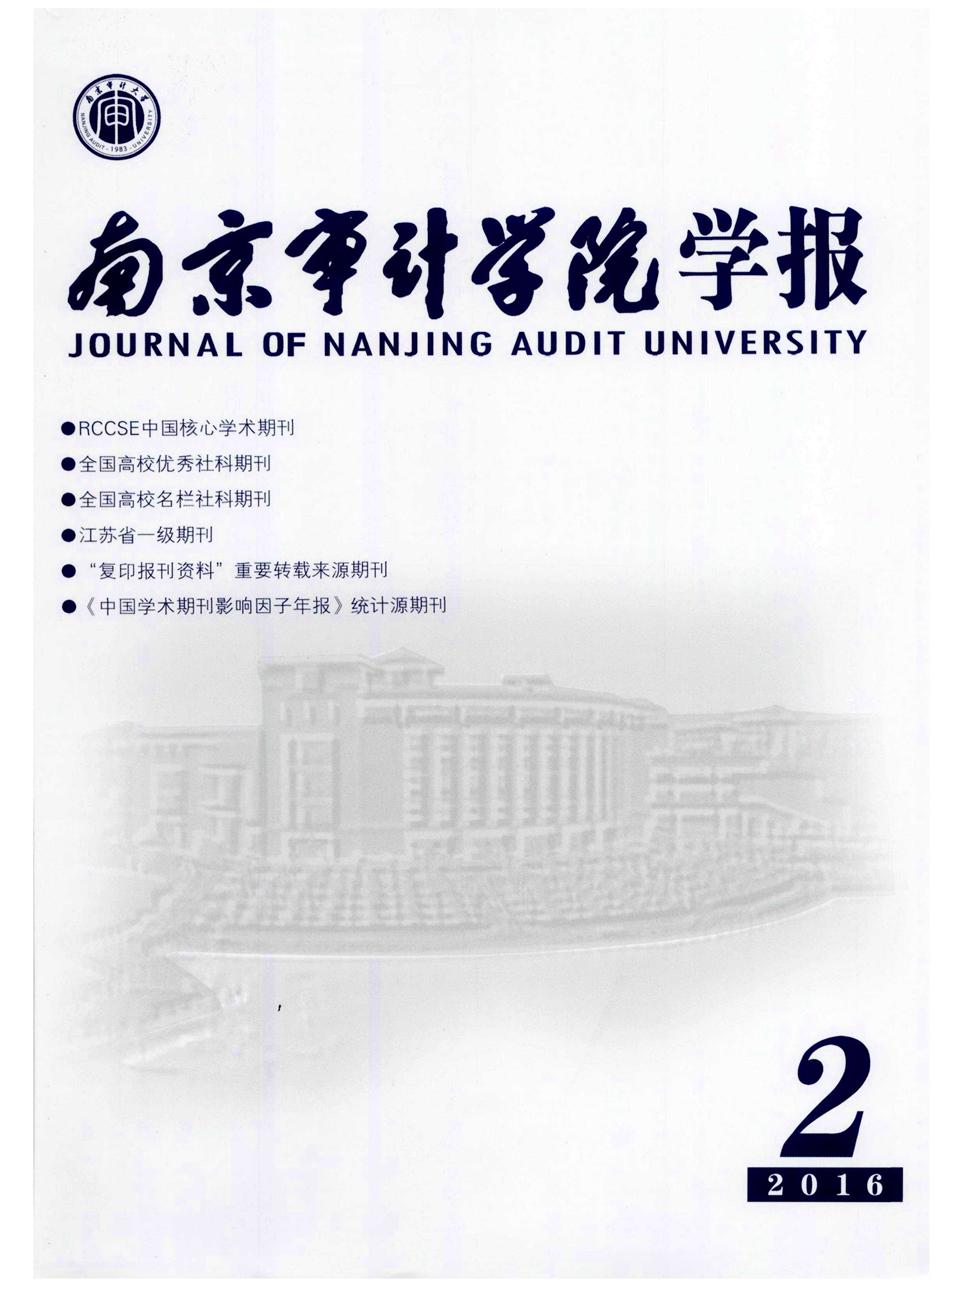 南京审计大学
NANJING AUDIT · 1983 · UNIVERSITY
南京审计学院学报
JOURNAL OF NANJING AUDIT UNIVERSITY
●RCCSE中国核心学术期刊
●全国高校优秀社科期刊
●全国高校名栏社科期刊
●江苏省一级期刊
●“复印报刊资料”重要转载来源期刊
●《中国学术期刊影响因子年报》统计源期刊
2
2016